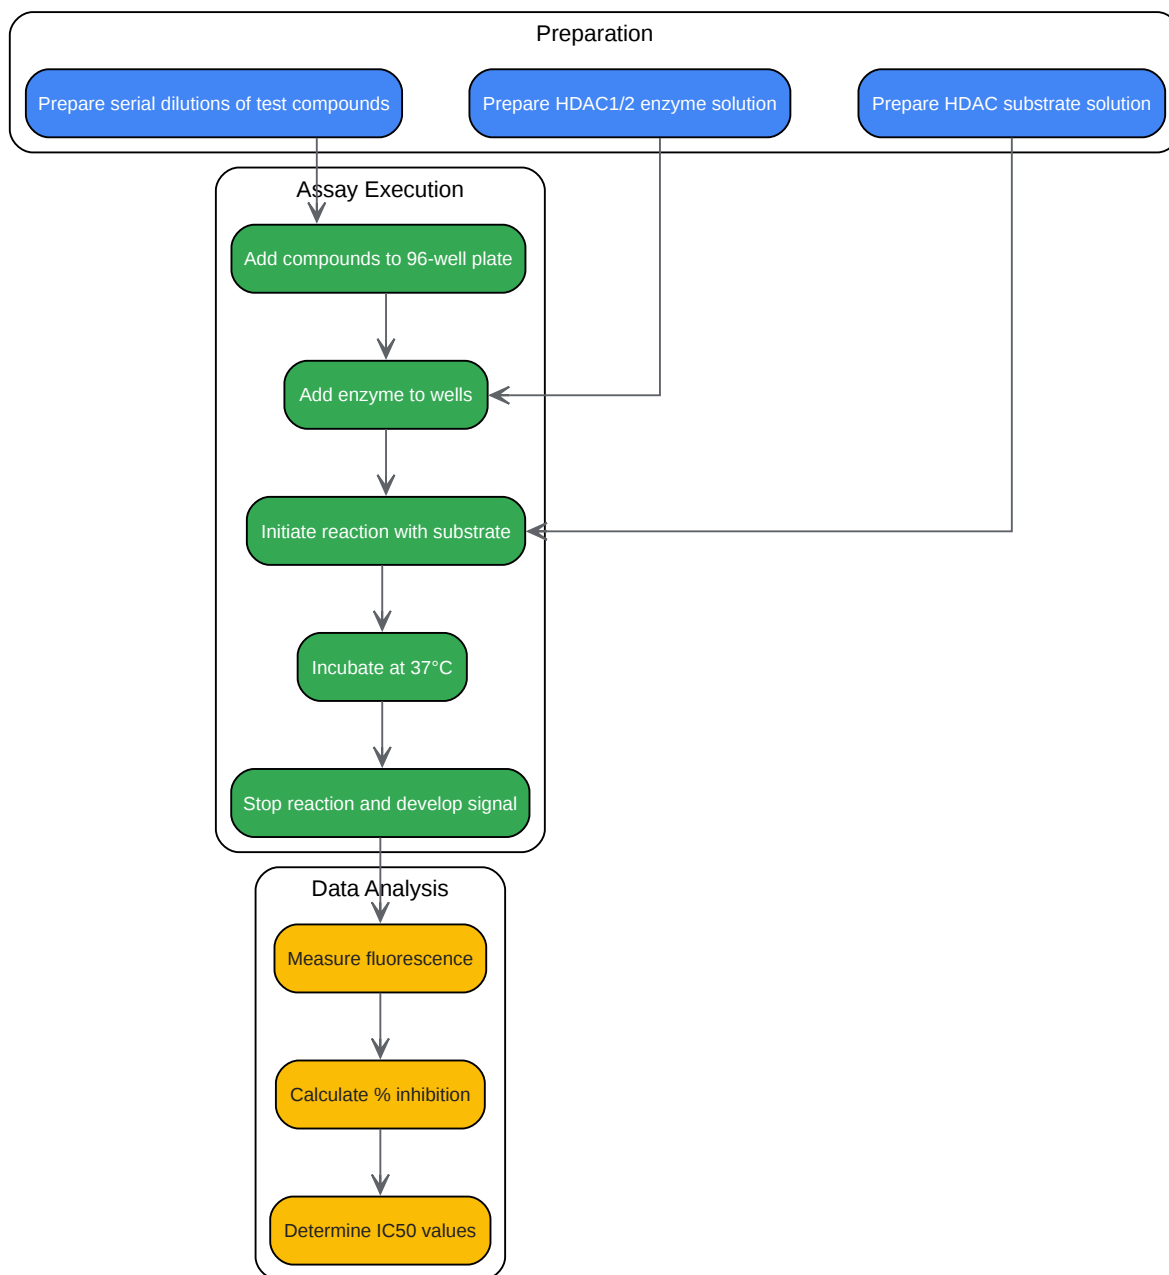 Preparation
Prepare serial dilutions of test compounds
Prepare HDAC1/2 enzyme solution
Prepare HDAC substrate solution
Assay Execution
Add compounds to 96-well plate
Add enzyme to wells
Initiate reaction with substrate
Incubate at 37°C
Stop reaction and develop signal
Data Analysis
Measure fluorescence
Calculate % inhibition
Determine IC50 values